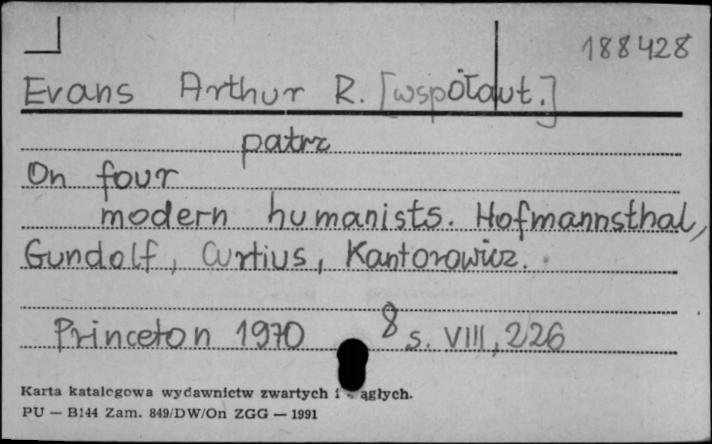 188428
Evans Arthur R. [współaut.]
patrz
On four
modern humanists. Hofmannsthal,
Gundolf, Curtius, Kantorowicz.
Princeton 1970 8 s. VIII, 226
Karta katalogowa wydawnictw zwartych i ągłych.
PU — B144 Zam. 849/DW/On ZGG — 1991